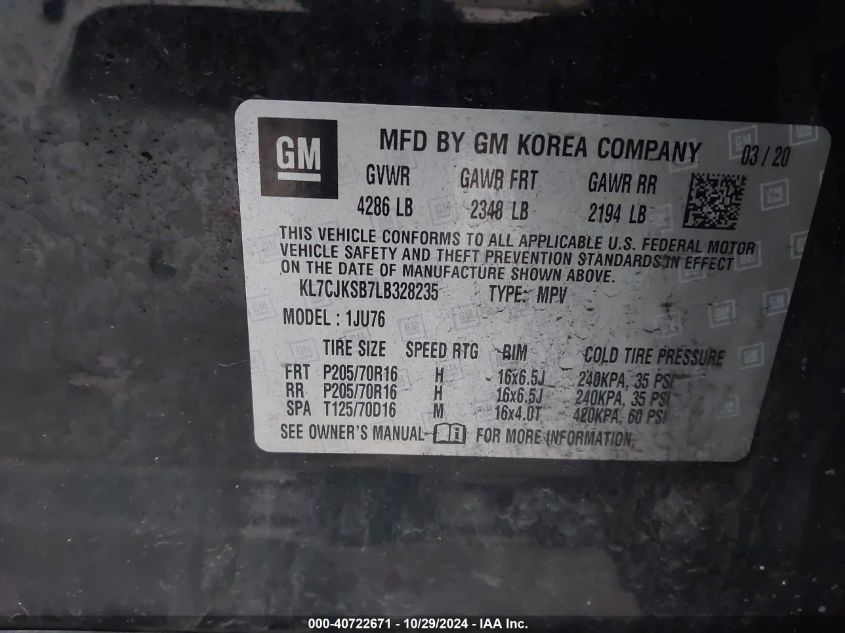 GM
MFD BY GM KOREA COMPANY 03/20
GVWR GAWR FRT GAWR RR
4286 LB 2348 LB 2194 LB
THIS VEHICLE CONFORMS TO ALL APPLICABLE U.S. FEDERAL MOTOR
VEHICLE SAFETY AND THEFT PREVENTION STANDARDS IN EFFECT
ON THE DATE OF MANUFACTURE SHOWN ABOVE.
KL7CJKSB7LB328235 TYPE: MPV
MODEL: 1JU76
TIRE SIZE SPEED RTG RIM COLD TIRE PRESSURE
FRT P205/70R16 H 16x6.5J 240KPA, 35 PSI
RR P205/70R16 H 16x6.5J 240KPA, 35 PSI
SPA T125/70D16 M 16x4.0T 420KPA, 60 PSI
SEE OWNER'S MANUAL FOR MORE INFORMATION.
000-40722671 - 10/29/2024 - IAA Inc.